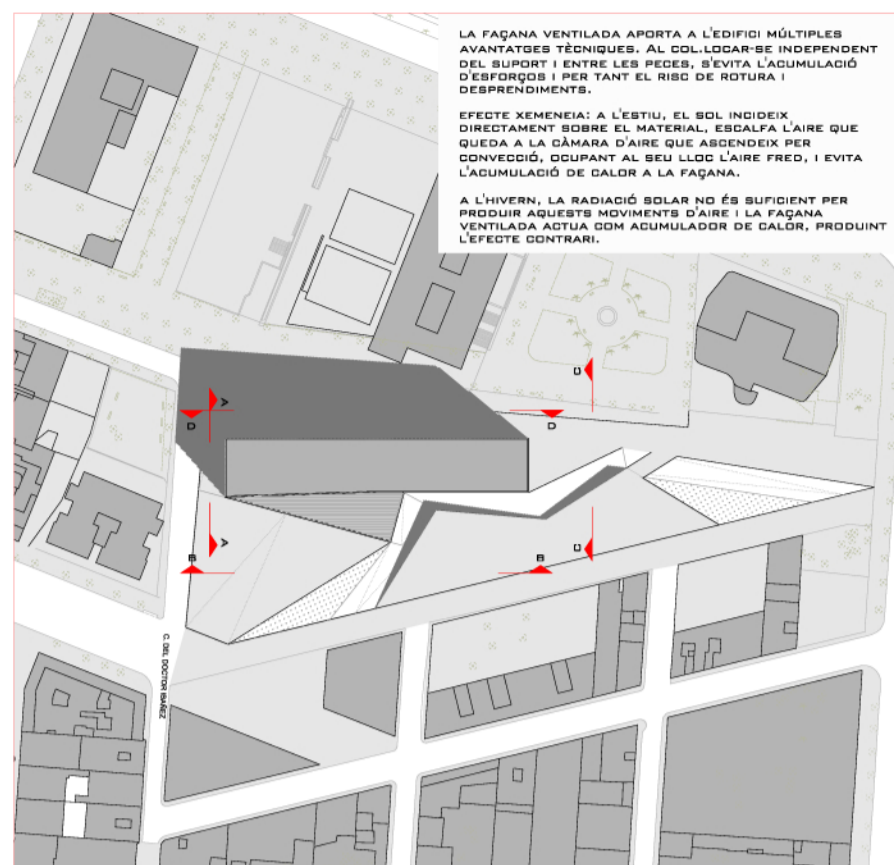 LA FAÇANA VENTILADA APORTA A L'EDIFICI MÚLTIPLES
AVANTATGES TÈCNIQUES. AL COL.LOCAR-SE INDEPENDENT
DEL SUPORT I ENTRE LES PECES, S'EVITA L'ACUMULACIÓ
D'ESFORÇOS I PER TANT EL RISC DE ROTURA I
DESPRENDIMENTS.
EFECTE XEMENEIA: A L'ESTIU, EL SOL INCIDEIX
DIRECTAMENT SOBRE EL MATERIAL, ESCALFA L'AIRE QUE
QUEDA A LA CÀMARA D'AIRE QUE ASCENDEIX PER
CONVECCIÓ, OCUPANT AL SEU LLOC L'AIRE FRED, I EVITA
L'ACUMULACIÓ DE CALOR A LA FAÇANA.
A L'HIVERN, LA RADIACIÓ SOLAR NO ÉS SUFICIENT PER
PRODUIR AQUESTS MOVIMENTS D'AIRE I LA FAÇANA
VENTILADA ACTUA COM ACUMULADOR DE CALOR, PRODUINT
L'EFECTE CONTRARI.
C
A
D
D
A
B
B
C
C. DEL DOCTOR IBAÑEZ